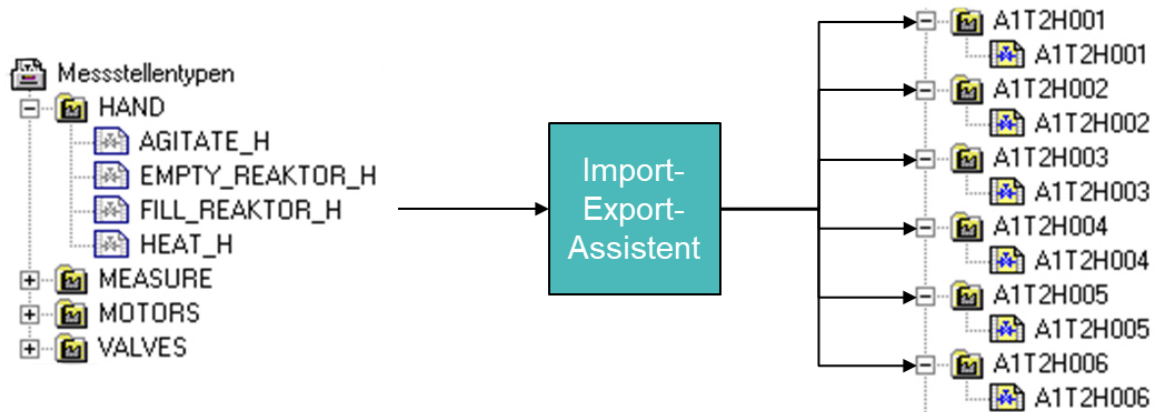 Messstellentypen
HAND
AGITATE_H
EMPTY_REAKTOR_H
FILL_REAKTOR_H
HEAT_H
MEASURE
MOTORS
VALVES
Import-
Export-
Assistent
A1T2H001
A1T2H001
A1T2H002
A1T2H002
A1T2H003
A1T2H003
A1T2H004
A1T2H004
A1T2H005
A1T2H005
A1T2H006
A1T2H006